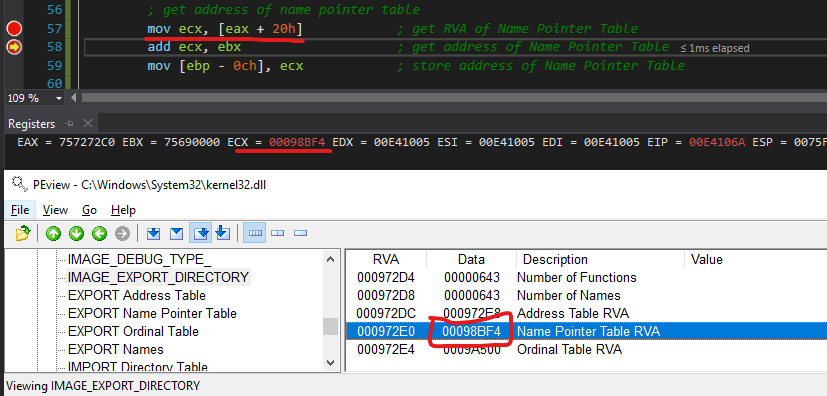 56 ; get address of name pointer table
57 mov ecx, [eax + 20h] ; get RVA of Name Pointer Table
58 add ecx, ebx ; get address of Name Pointer Table ≤ 1ms elapsed
59 mov [ebp - 0ch], ecx ; store address of Name Pointer Table
60
109 %
Registers
EAX = 757272C0 EBX = 75690000 ECX = 00098BF4 EDX = 00E41005 ESI = 00E41005 EDI = 00E41005 EIP = 00E4106A ESP = 0075F
PEview - C:\Windows\System32\kernel32.dll
File View Go Help
IMAGE_DEBUG_TYPE_
IMAGE_EXPORT_DIRECTORY
EXPORT Address Table
EXPORT Name Pointer Table
EXPORT Ordinal Table
EXPORT Names
IMPORT Directory Table
RVA Data Description Value
000972D4 00000643 Number of Functions
000972D8 00000643 Number of Names
000972DC 000972E8 Address Table RVA
000972E0 00098BF4 Name Pointer Table RVA
000972E4 0009A500 Ordinal Table RVA
Viewing IMAGE_EXPORT_DIRECTORY